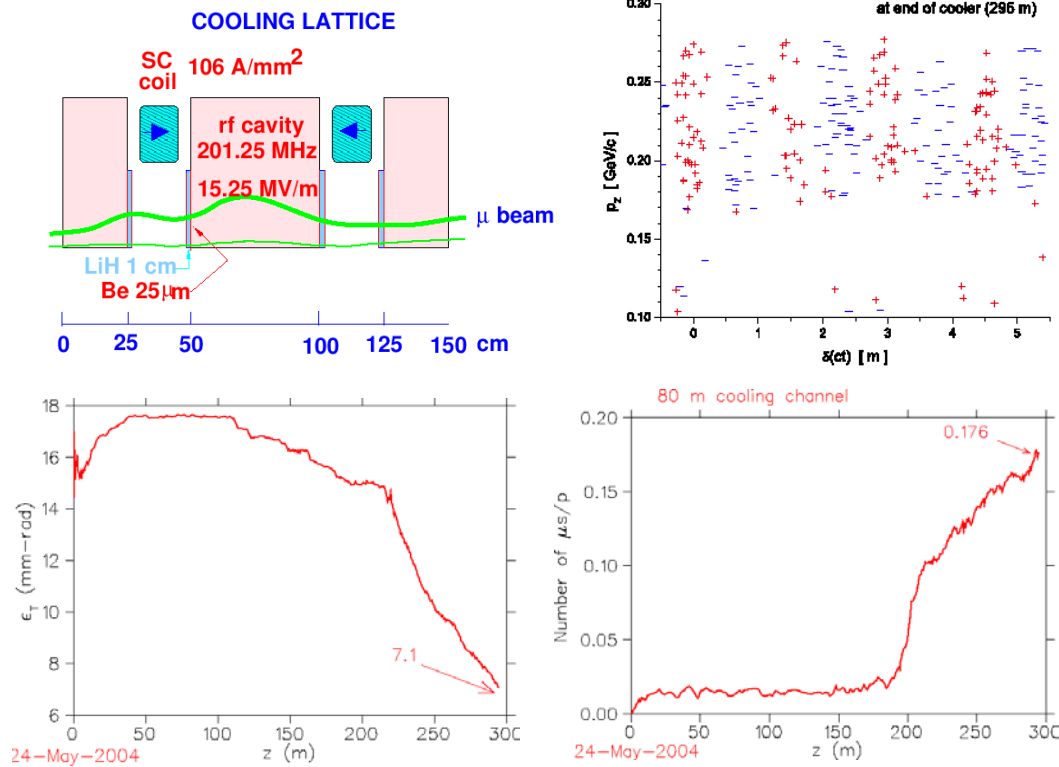 COOLING LATTICE
SC
coil
106 A/mm2
rf cavity
201.25 MHz
15.25 MV/m
μ beam
LiH 1 cm
Be 25μm
0 25 50 100 125 150 cm
at end of cooler (296 m)
0.30
0.25
0.20
0.15
0.10
pz [ GeV/c ]
0 1 2 3 4 5
δ(ct) [ m ]
18
16
14
12
10
8
6
εT (mm-rad)
7.1
0 50 100 150 200 250 300
z (m)
24-May-2004
80 m cooling channel
0.20
0.15
0.10
0.05
0.00
Number of μs/p
0.176
0 50 100 150 200 250 300
z (m)
24-May-2004